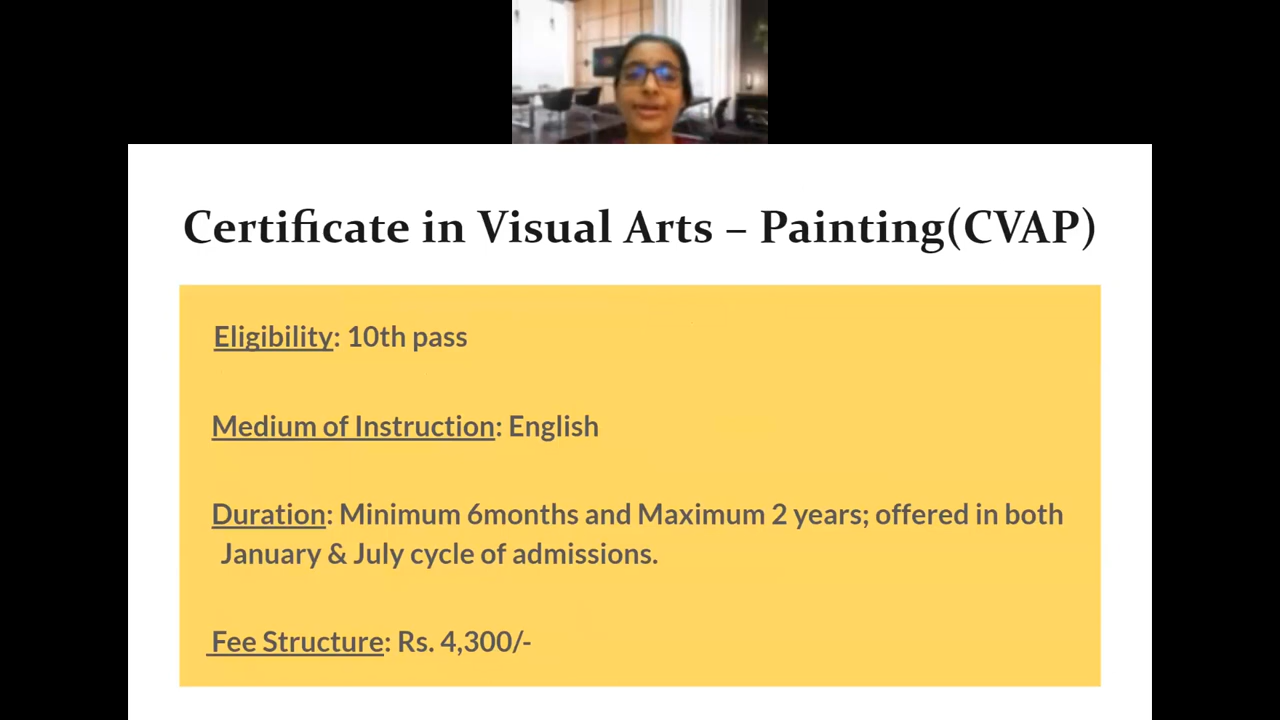 Certificate in Visual Arts – Painting(CVAP)
Eligibility: 10th pass
Medium of Instruction: English
Duration: Minimum 6months and Maximum 2 years; offered in both
January & July cycle of admissions.
Fee Structure: Rs. 4,300/-